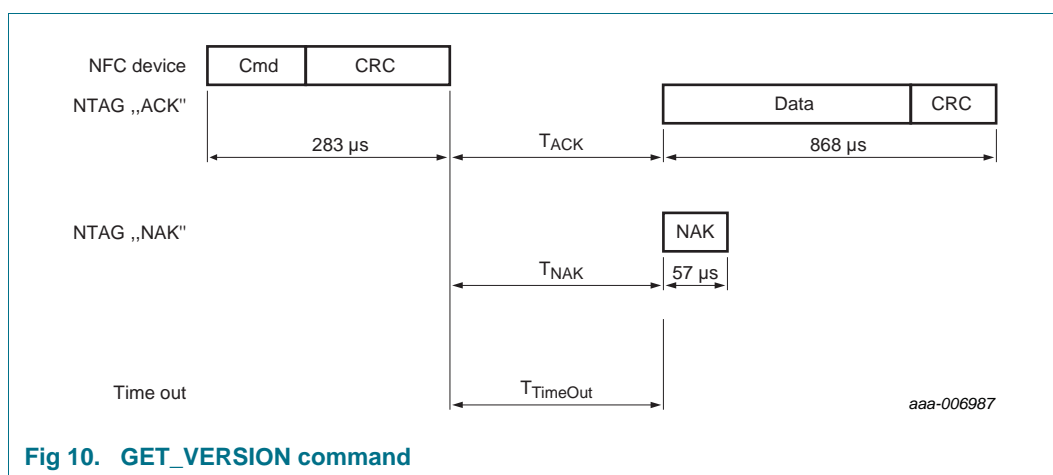 NFC device Cmd CRC
NTAG ,,ACK" Data CRC
283 µs TACK 868 µs
NTAG ,,NAK" NAK
TNAK 57 µs
Time out TTimeOut aaa-006987
Fig 10. GET_VERSION command